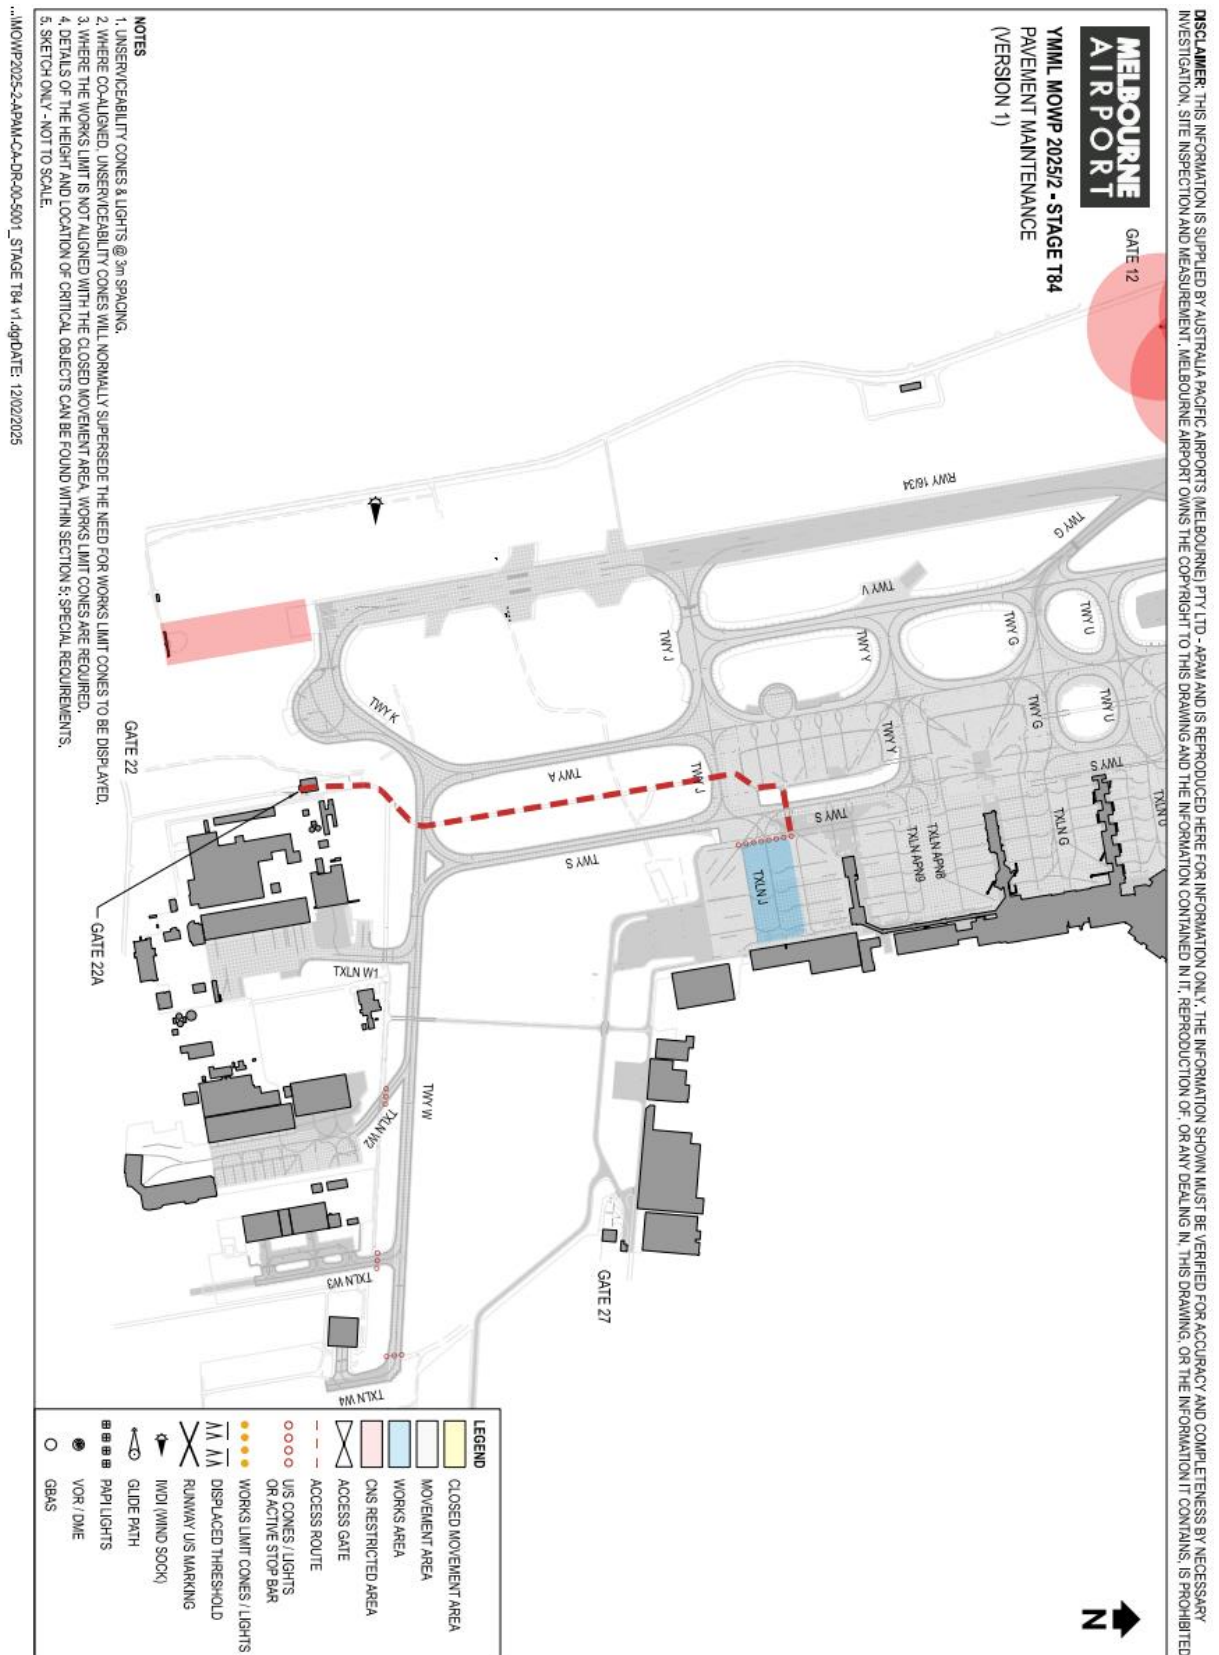 DISCLAIMER: THIS INFORMATION IS SUPPLIED BY AUSTRALIA PACIFIC AIRPORTS (MELBOURNE) PTY LTD - APAM AND IS REPRODUCED HERE FOR INFORMATION ONLY. THE INFORMATION SHOWN MUST BE VERIFIED FOR ACCURACY AND COMPLETENESS BY NECESSARY
INVESTIGATION, SITE INSPECTION AND MEASUREMENT. MELBOURNE AIRPORT OWNS THE COPYRIGHT TO THIS DRAWING AND THE INFORMATION CONTAINED IN IT. REPRODUCTION OF, OR ANY DEALING IN, THIS DRAWING, OR THE INFORMATION IT CONTAINS, IS PROHIBITED
MELBOURNE
AIRPORT
YMML MOWP 2025/2 - STAGE T84
PAVEMENT MAINTENANCE
(VERSION 1)
GATE 12
N
RWY 16/34
TWY G
TWY V
TWY U
TWY G
TWY Y
TWY J
TWY U
TWY G
TWY Y
TWY K
TWY S
TXLN U
TWY A
TWY J
TXLN G
TWY S
TXLN APN8
TXLN APN9
TWY S
TXLN J
GATE 22
GATE 22A
TXLN W1
TWY W
TXLN W2
TXLN W3
TXLN W4
GATE 27
NOTES
1. UNSERVICEABILITY CONES & LIGHTS @ 3m SPACING.
2. WHERE CO-ALIGNED, UNSERVICEABILITY CONES WILL NORMALLY SUPERSEDE THE NEED FOR WORKS LIMIT CONES TO BE DISPLAYED.
3. WHERE THE WORKS LIMIT IS NOT ALIGNED WITH THE CLOSED MOVEMENT AREA, WORKS LIMIT CONES ARE REQUIRED.
4. DETAILS OF THE HEIGHT AND LOCATION OF CRITICAL OBJECTS CAN BE FOUND WITHIN SECTION 5; SPECIAL REQUIREMENTS.
5. SKETCH ONLY - NOT TO SCALE.
LEGEND
CLOSED MOVEMENT AREA
MOVEMENT AREA
WORKS AREA
CNS RESTRICTED AREA
ACCESS GATE
ACCESS ROUTE
U/S CONES / LIGHTS
OR ACTIVE STOP BAR
WORKS LIMIT CONES / LIGHTS
DISPLACED THRESHOLD
RUNWAY U/S MARKING
IWDI (WIND SOCK)
GLIDE PATH
PAPI LIGHTS
VOR / DME
GBAS
...\MOWP2025-2-APAM-CA-DR-00-5001_STAGE T84 v1.dgnDATE: 12/02/2025